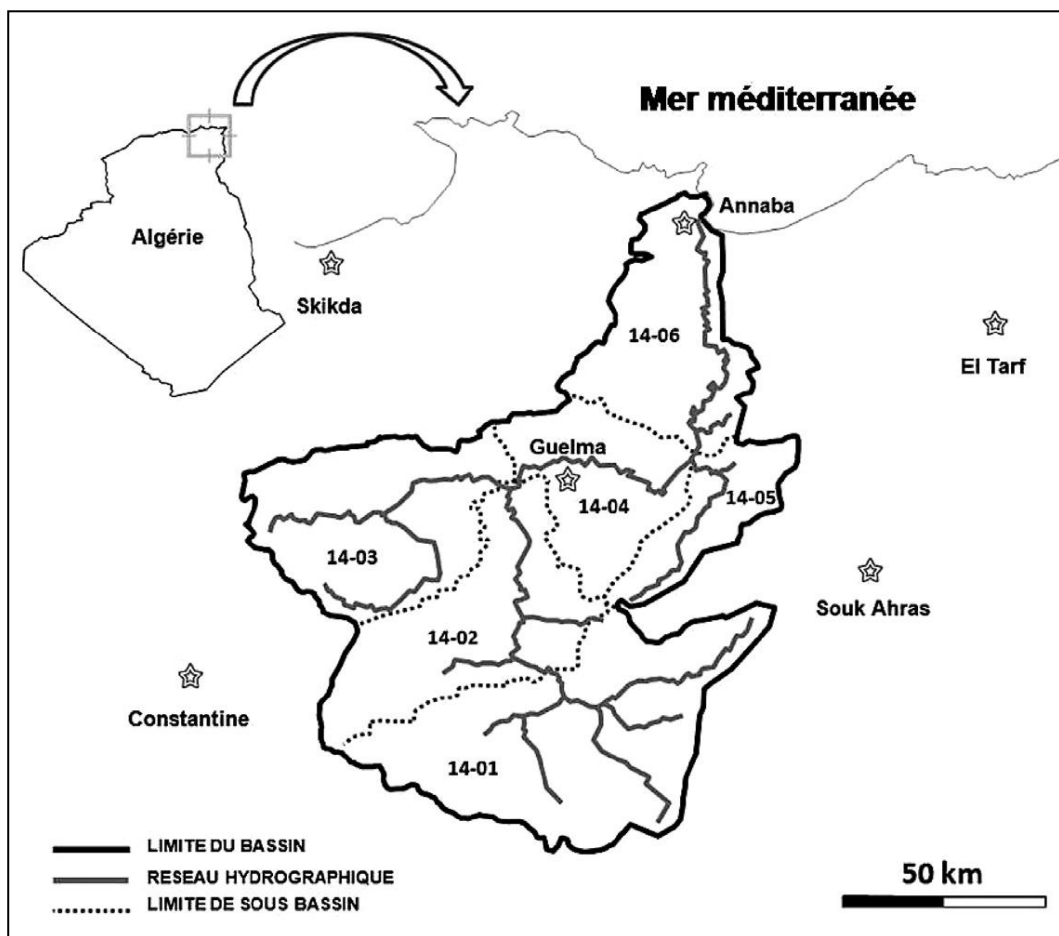 Mer méditerranée
Annaba
Algérie
Skikda
14-06
El Tarf
Guelma
14-04
14-05
14-03
Souk Ahras
14-02
Constantine
14-01
LIMITE DU BASSIN
RESEAU HYDROGRAPHIQUE
LIMITE DE SOUS BASSIN
50 km